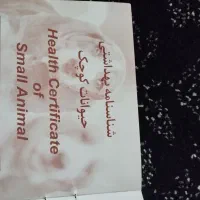 شناسنامه بهداشتی
حیوانات کوچک
Health Certificate
of
Small Animal